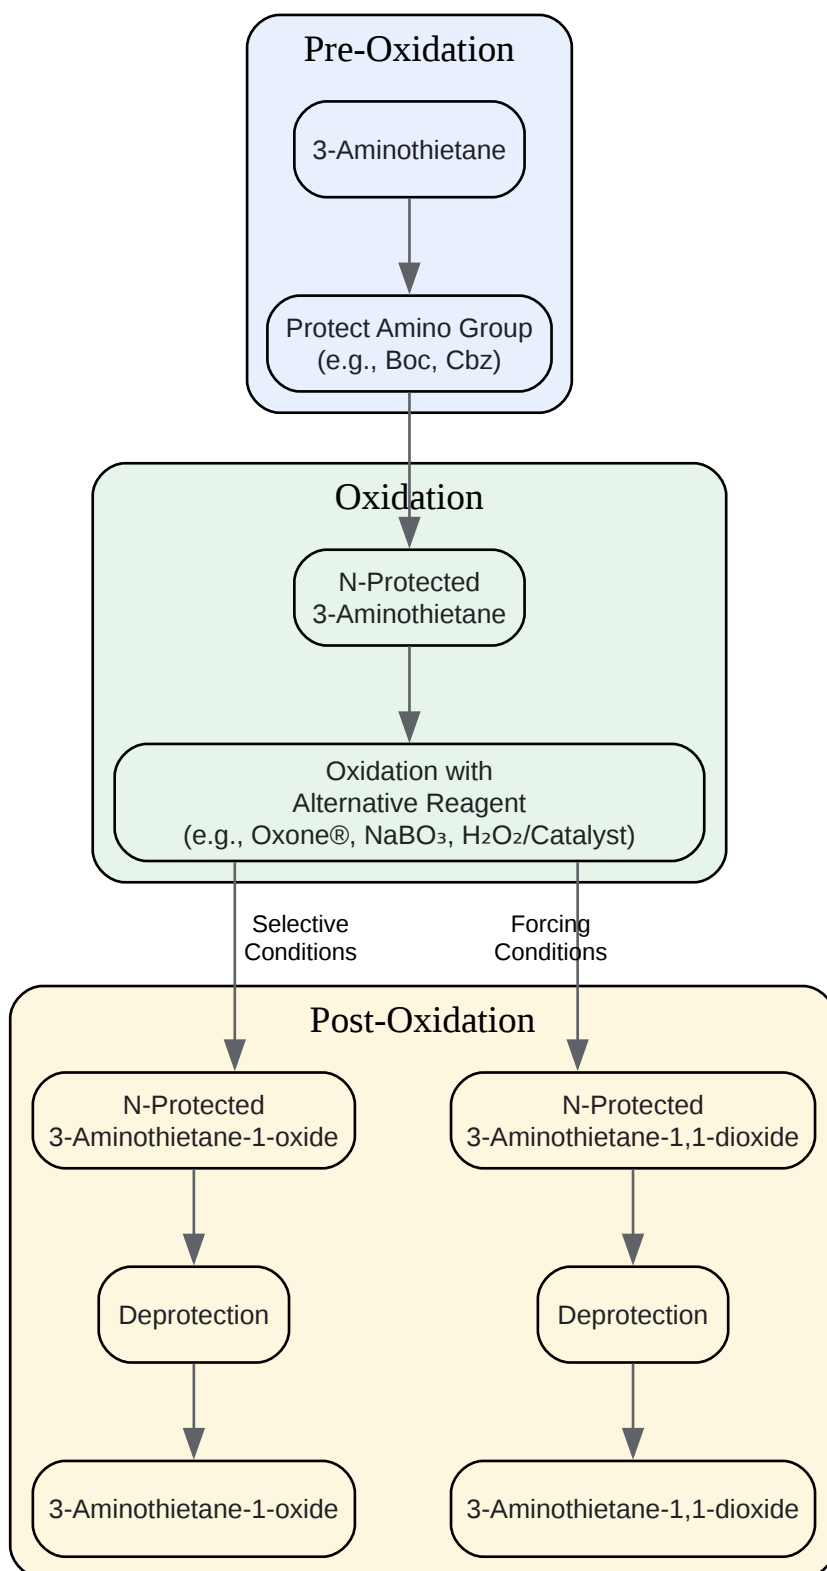 Pre-Oxidation
3-Aminothietane
Protect Amino Group
(e.g., Boc, Cbz)
Oxidation
N-Protected
3-Aminothietane
Oxidation with
Alternative Reagent
(e.g., Oxone®, NaBO₃, H₂O₂/Catalyst)
Selective
Conditions
Forcing
Conditions
Post-Oxidation
N-Protected
3-Aminothietane-1-oxide
N-Protected
3-Aminothietane-1,1-dioxide
Deprotection
Deprotection
3-Aminothietane-1-oxide
3-Aminothietane-1,1-dioxide